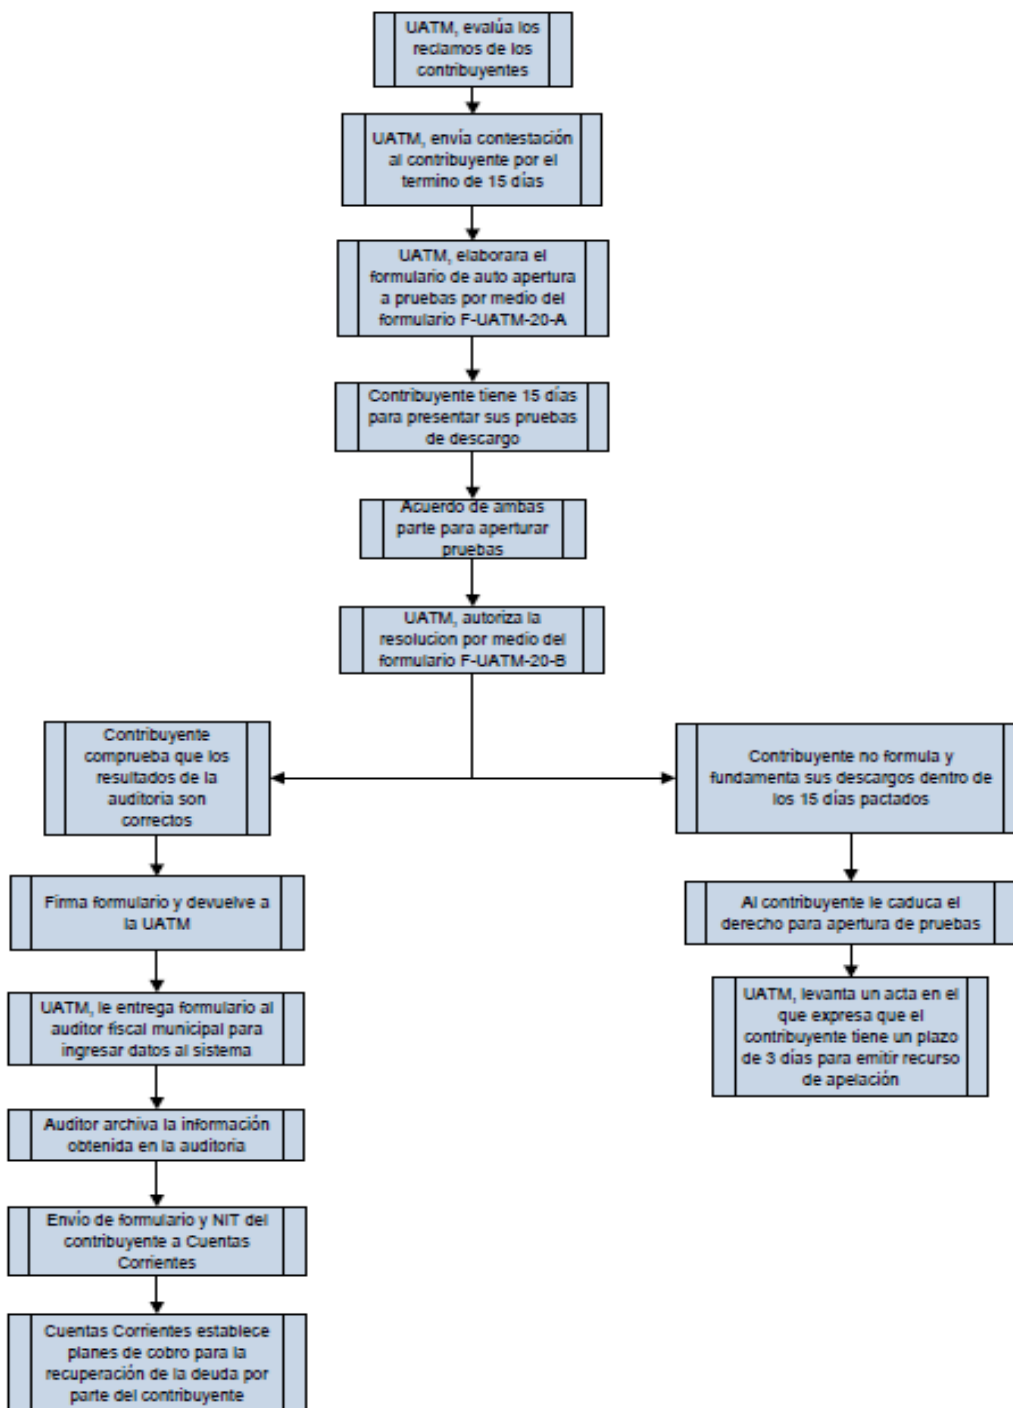 UATM, evalúa los
reclamos de los
contribuyentes
UATM, envía contestación
al contribuyente por el
termino de 15 días
UATM, elaborara el
formulario de auto apertura
a pruebas por medio del
formulario F-UATM-20-A
Contribuyente tiene 15 días
para presentar sus pruebas
de descargo
Acuerdo de ambas
parte para aperturar
pruebas
UATM, autoriza la
resolucion por medio del
formulario F-UATM-20-B
Contribuyente
comprueba que los
resultados de la
auditoria son
correctos
Firma formulario y devuelve a
la UATM
UATM, le entrega formulario al
auditor fiscal municipal para
ingresar datos al sistema
Auditor archiva la información
obtenida en la auditoria
Envío de formulario y NIT del
contribuyente a Cuentas
Corrientes
Cuentas Corrientes establece
planes de cobro para la
recuperación de la deuda por
parte del contribuyente
Contribuyente no formula y
fundamenta sus descargos dentro de
los 15 días pactados
Al contribuyente le caduca el
derecho para apertura de pruebas
UATM, levanta un acta en el
que expresa que el
contribuyente tiene un plazo
de 3 días para emitir recurso
de apelación